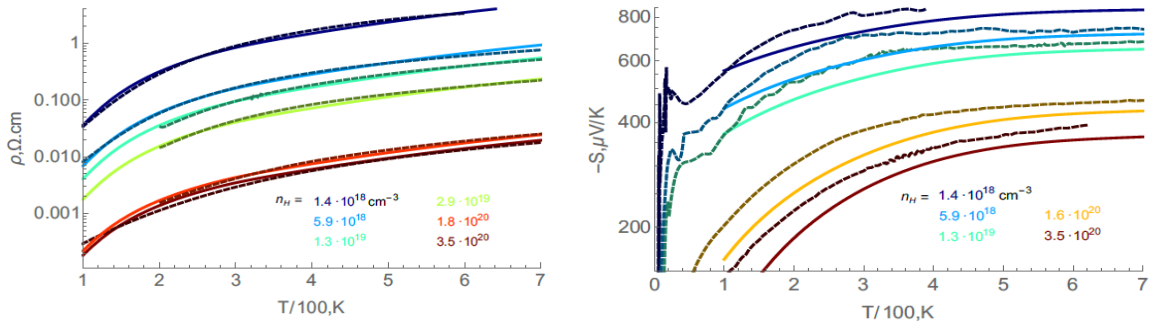 1
0.100
0.010
0.001
ρ,Ω.cm
n_H = 1.4·10^18 cm^−3 2.9·10^19
5.9·10^18 1.8·10^20
1.3·10^19 3.5·10^20
1 2 3 4 5 6 7
T/100,K
800
600
400
200
−S,μV/K
n_H = 1.4·10^18 cm^−3
5.9·10^18 1.6·10^20
1.3·10^19 3.5·10^20
0 1 2 3 4 5 6 7
T/100,K